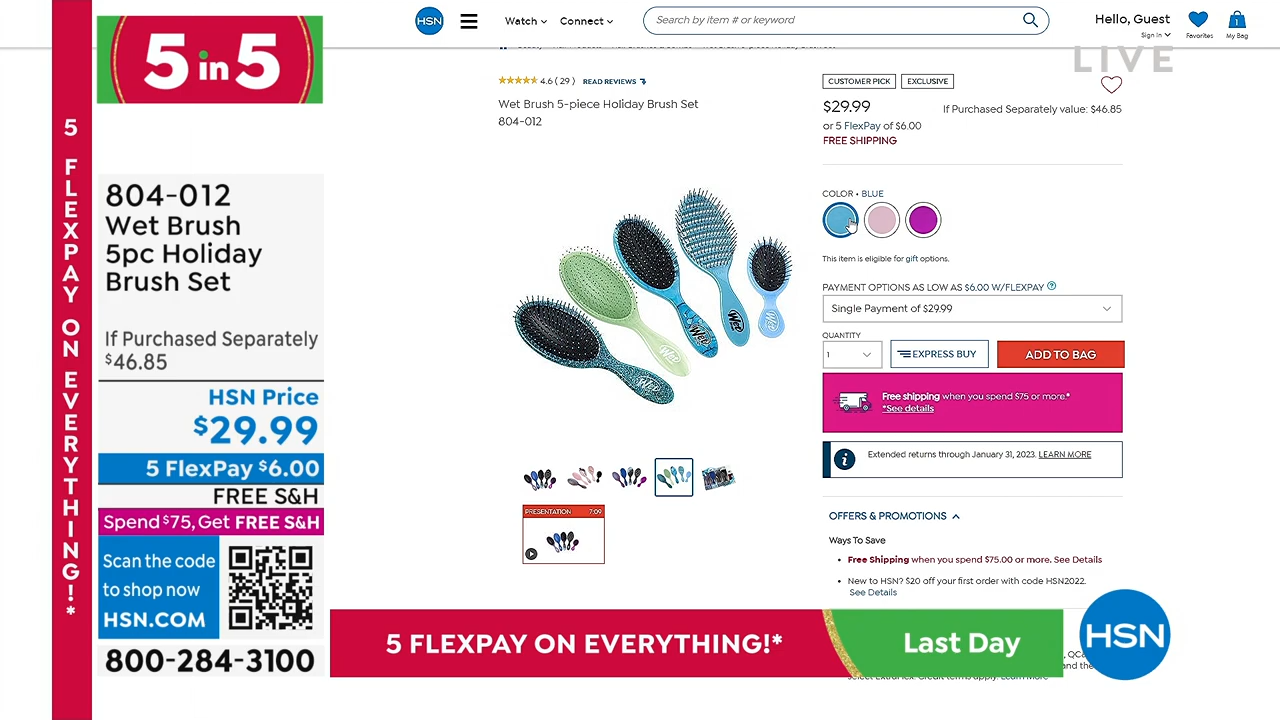 5 in 5
5 FLEXPAY ON EVERYTHING!*
804-012
Wet Brush
5pc Holiday
Brush Set
If Purchased Separately
$46.85
HSN Price
$29.99
5 FlexPay $6.00
FREE S&H
Spend $75, Get FREE S&H
Scan the code
to shop now
HSN.COM
800-284-3100
HSN
Watch
Connect
Search by item # or keyword
Hello, Guest
Sign In
Favorites
1
My Bag
LIVE
4.6 ( 29 ) READ REVIEWS
Wet Brush 5-piece Holiday Brush Set
804-012
CUSTOMER PICK
EXCLUSIVE
$29.99
If Purchased Separately value: $46.85
or 5 FlexPay of $6.00
FREE SHIPPING
COLOR • BLUE
This item is eligible for gift options.
PAYMENT OPTIONS AS LOW AS $6.00 W/FLEXPAY ?
Single Payment of $29.99
QUANTITY
1
EXPRESS BUY
ADD TO BAG
Free shipping when you spend $75 or more.*
*See details
i
Extended returns through January 31, 2023. LEARN MORE
OFFERS & PROMOTIONS
Ways To Save
• Free Shipping when you spend $75.00 or more. See Details
• New to HSN? $20 off your first order with code HSN2022.
See Details
Wet
Wet
Wet
Wet
Wet
PRESENTATION 7:09
5 FLEXPAY ON EVERYTHING!*
Last Day
HSN
and the